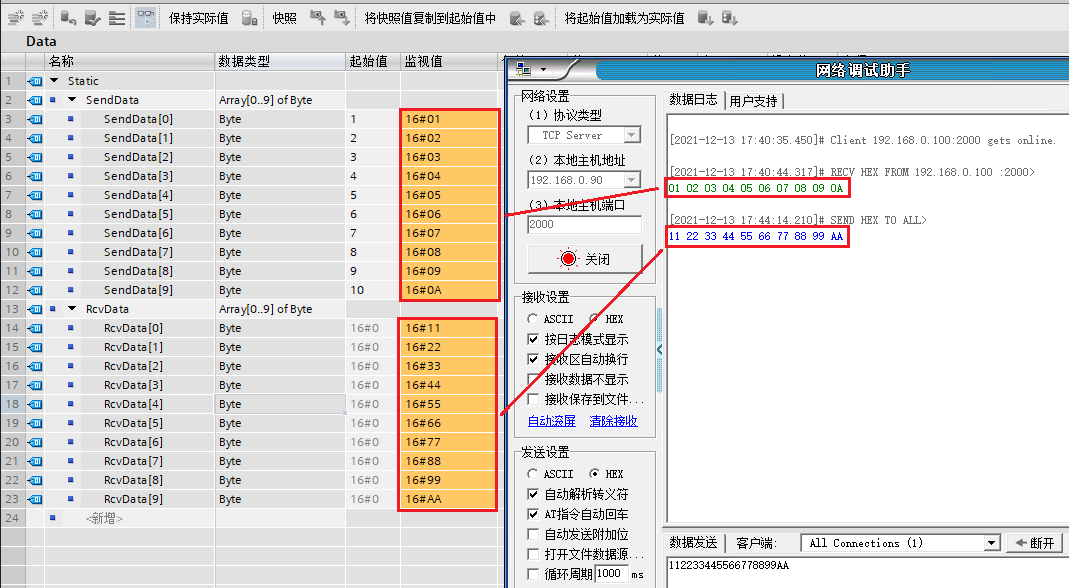 保持实际值 快照 将快照值复制到起始值中 将起始值加载为实际值
Data
名称 数据类型 起始值 监视值
1 Static
2 SendData Array[0..9] of Byte
3 SendData[0] Byte 1 16#01
4 SendData[1] Byte 2 16#02
5 SendData[2] Byte 3 16#03
6 SendData[3] Byte 4 16#04
7 SendData[4] Byte 5 16#05
8 SendData[5] Byte 6 16#06
9 SendData[6] Byte 7 16#07
10 SendData[7] Byte 8 16#08
11 SendData[8] Byte 9 16#09
12 SendData[9] Byte 10 16#0A
13 RcvData Array[0..9] of Byte
14 RcvData[0] Byte 16#0 16#11
15 RcvData[1] Byte 16#0 16#22
16 RcvData[2] Byte 16#0 16#33
17 RcvData[3] Byte 16#0 16#44
18 RcvData[4] Byte 16#0 16#55
19 RcvData[5] Byte 16#0 16#66
20 RcvData[6] Byte 16#0 16#77
21 RcvData[7] Byte 16#0 16#88
22 RcvData[8] Byte 16#0 16#99
23 RcvData[9] Byte 16#0 16#AA
24 <新增>
网络调试助手
网络设置
(1) 协议类型
TCP Server
(2) 本地主机地址
192.168.0.90
(3) 本地主机端口
2000
关闭
接收设置
ASCII HEX
按日志模式显示
接收区自动换行
接收数据不显示
接收保存到文件...
自动滚屏 清除接收
发送设置
ASCII HEX
自动解析转义符
AT指令自动回车
自动发送附加位
打开文件数据源...
循环周期 1000 ms
数据日志 用户支持
[2021-12-13 17:40:35.450]# Client 192.168.0.100:2000 gets online.
[2021-12-13 17:40:44.317]# RECV HEX FROM 192.168.0.100 :2000>
01 02 03 04 05 06 07 08 09 0A
[2021-12-13 17:44:14.210]# SEND HEX TO ALL>
11 22 33 44 55 66 77 88 99 AA
数据发送 客户端: All Connections (1) 断开
112233445566778899AA